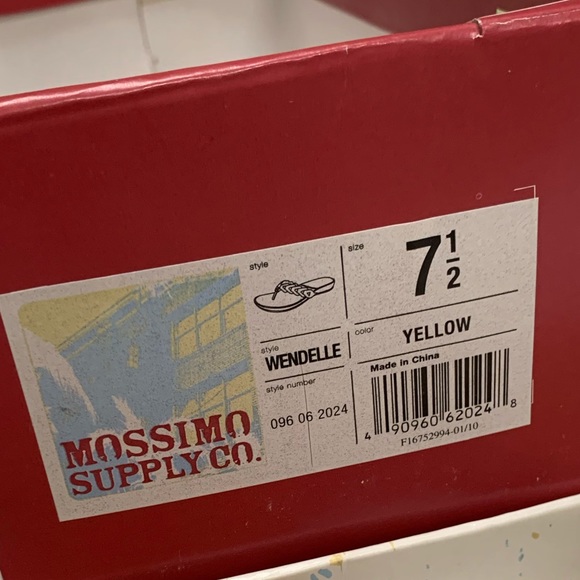 MOSSIMO
SUPPLY CO.
style
style
WENDELLE
style number
096 06 2024
size
7 1/2
color
YELLOW
Made in China
4 90960 62024 8
F16752994-01/10